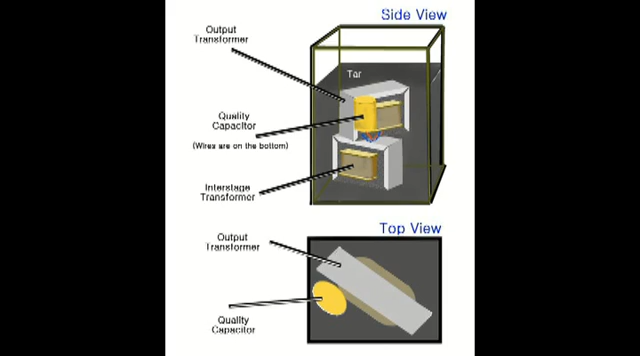 Side View
Output
Transformer
Tar
Quality
Capacitor
(Wires are on the bottom)
Interstage
Transformer
Top View
Output
Transformer
Quality
Capacitor